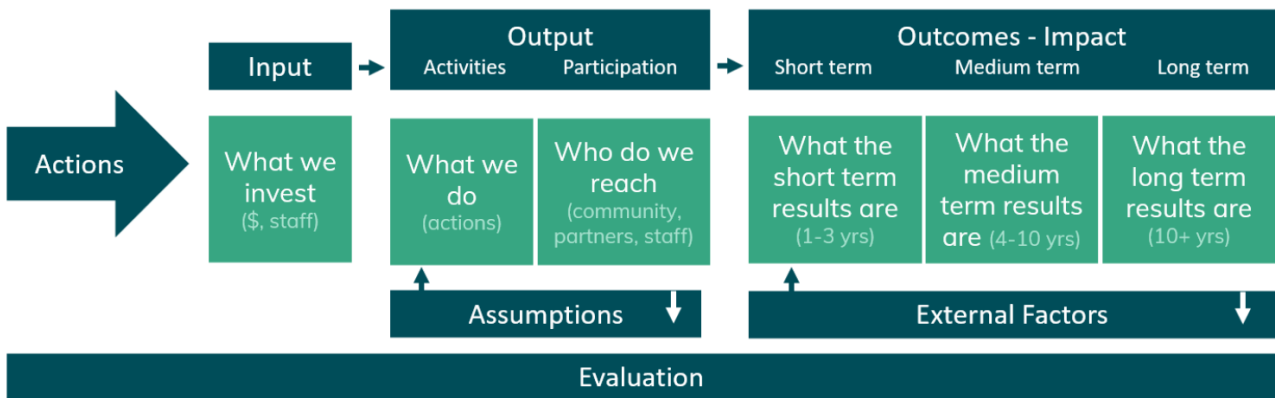 Input
Output
Activities
Participation
Outcomes - Impact
Short term
Medium term
Long term
Actions
What we
invest
($, staff)
What we
do
(actions)
Who do we
reach
(community,
partners, staff)
What the
short term
results are
(1-3 yrs)
What the
medium
term results
are (4-10 yrs)
What the
long term
results are
(10+ yrs)
Assumptions
External Factors
Evaluation